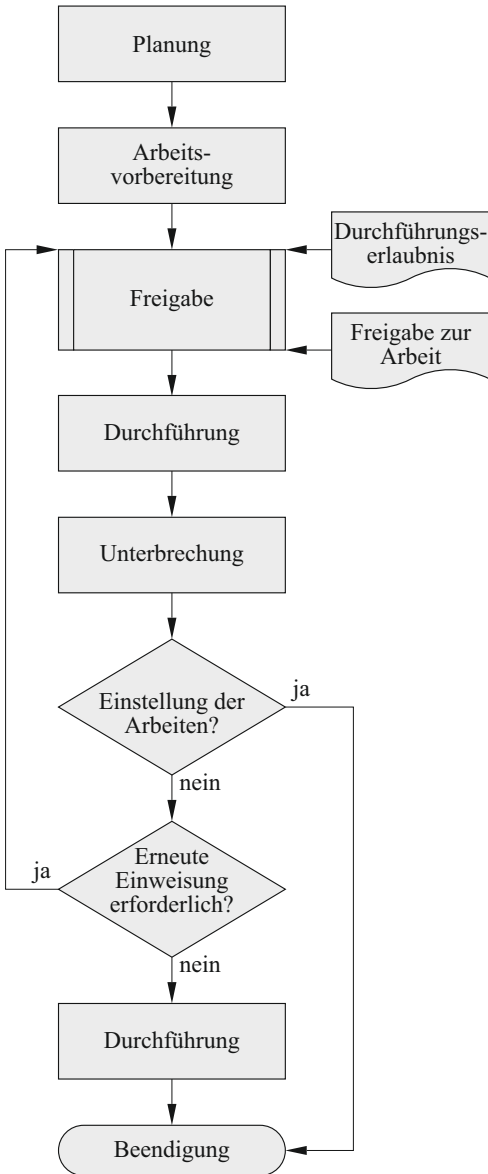 Planung
Arbeits-
vorbereitung
Durchführungs-
erlaubnis
Freigabe
Freigabe zur
Arbeit
Durchführung
Unterbrechung
Einstellung der
Arbeiten?
ja
nein
Erneute
Einweisung
erforderlich?
ja
nein
Durchführung
Beendigung